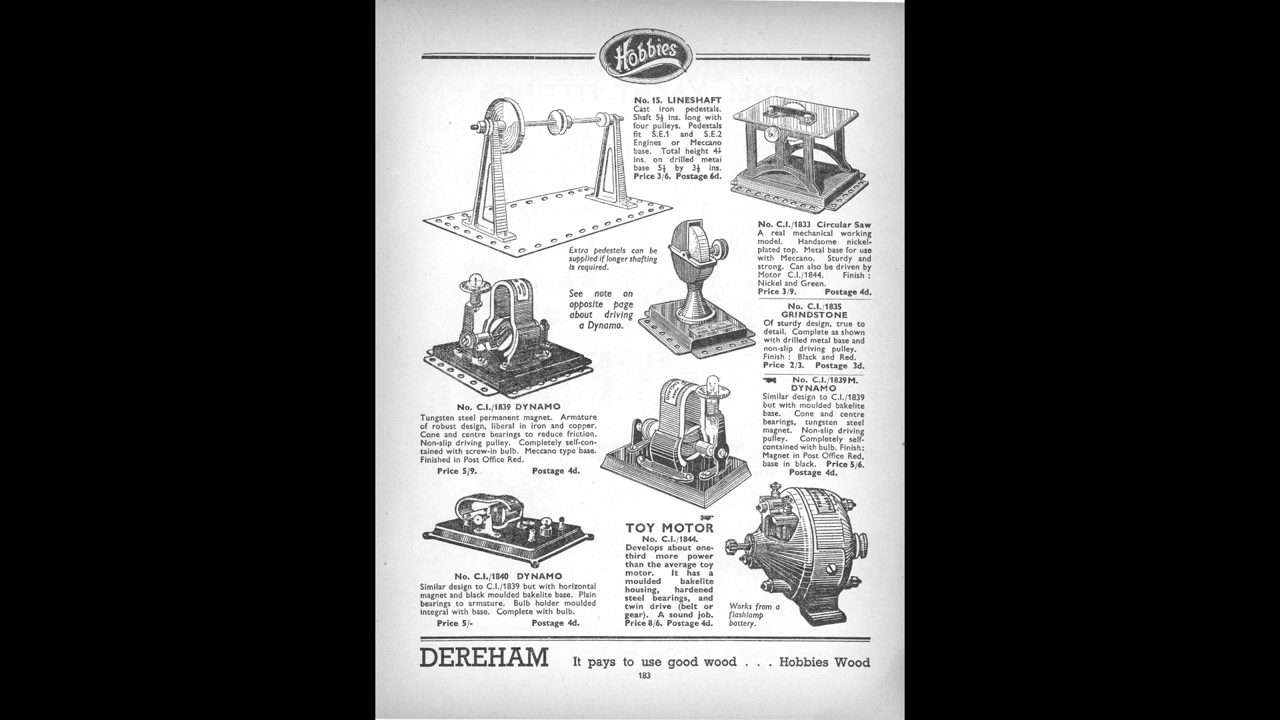 Hobbies
No. 15. LINESHAFT
Cast iron pedestals.
Shaft 5½ ins. long with
four pulleys. Pedestals
fit S.E.1 and S.E.2
Engines or Meccano
base. Total height 4½
ins. on drilled metal
base 5½ by 3½ ins.
Price 3/6. Postage 6d.
Extra pedestals can be
supplied if longer shafting
is required.
See note on
opposite page
about driving
a Dynamo.
No. C.I./1833 Circular Saw
A real mechanical working
model. Handsome nickel-
plated top. Metal base for use
with Meccano. Sturdy and
strong. Can also be driven by
Motor C.I./1844. Finish :
Nickel and Green.
Price 3/9. Postage 4d.
No. C.I./1835
GRINDSTONE
Of sturdy design, true to
detail. Complete as shown
with drilled metal base and
non-slip driving pulley.
Finish : Black and Red.
Price 2/3. Postage 3d.
No. C.I./1839M.
DYNAMO
Similar design to C.I./1839
but with moulded bakelite
base. Cone and centre
bearings, tungsten steel
magnet. Non-slip driving
pulley. Completely self-
contained with bulb. Finish:
Magnet in Post Office Red,
base in black. Price 5/6.
Postage 4d.
No. C.I./1839 DYNAMO
Tungsten steel permanent magnet. Armature
of robust design, liberal in iron and copper.
Cone and centre bearings to reduce friction.
Non-slip driving pulley. Completely self-con-
tained with screw-in bulb. Meccano type base.
Finished in Post Office Red.
Price 5/9. Postage 4d.
No. C.I./1840 DYNAMO
Similar design to C.I./1839 but with horizontal
magnet and black moulded bakelite base. Plain
bearings to armature. Bulb holder moulded
integral with base. Complete with bulb.
Price 5/- Postage 4d.
TOY MOTOR
No. C.I./1844.
Develops about one-
third more power
than the average toy
motor. It has a
moulded bakelite
housing, hardened
steel bearings, and
twin drive (belt or
gear). A sound job.
Price 8/6. Postage 4d.
Works from a
flashlamp
battery.
DEREHAM It pays to use good wood . . . Hobbies Wood
183